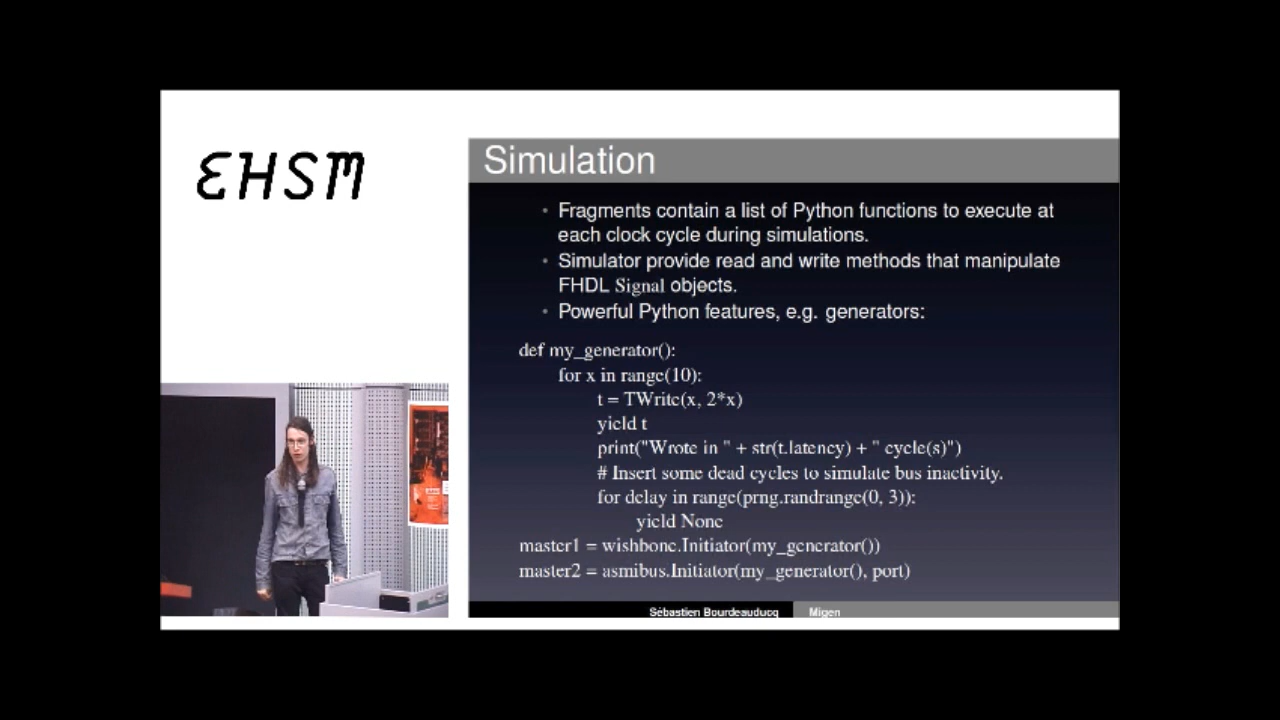 EHSM
Simulation
Fragments contain a list of Python functions to execute at
each clock cycle during simulations.
Simulator provide read and write methods that manipulate
FHDL Signal objects.
Powerful Python features, e.g. generators:
def my_generator():
for x in range(10):
t = TWrite(x, 2*x)
yield t
print("Wrote in " + str(t.latency) + " cycle(s)")
# Insert some dead cycles to simulate bus inactivity.
for delay in range(prng.randrange(0, 3)):
yield None
master1 = wishbone.Initiator(my_generator())
master2 = asmibus.Initiator(my_generator(), port)
Sébastien Bourdeauducq Migen